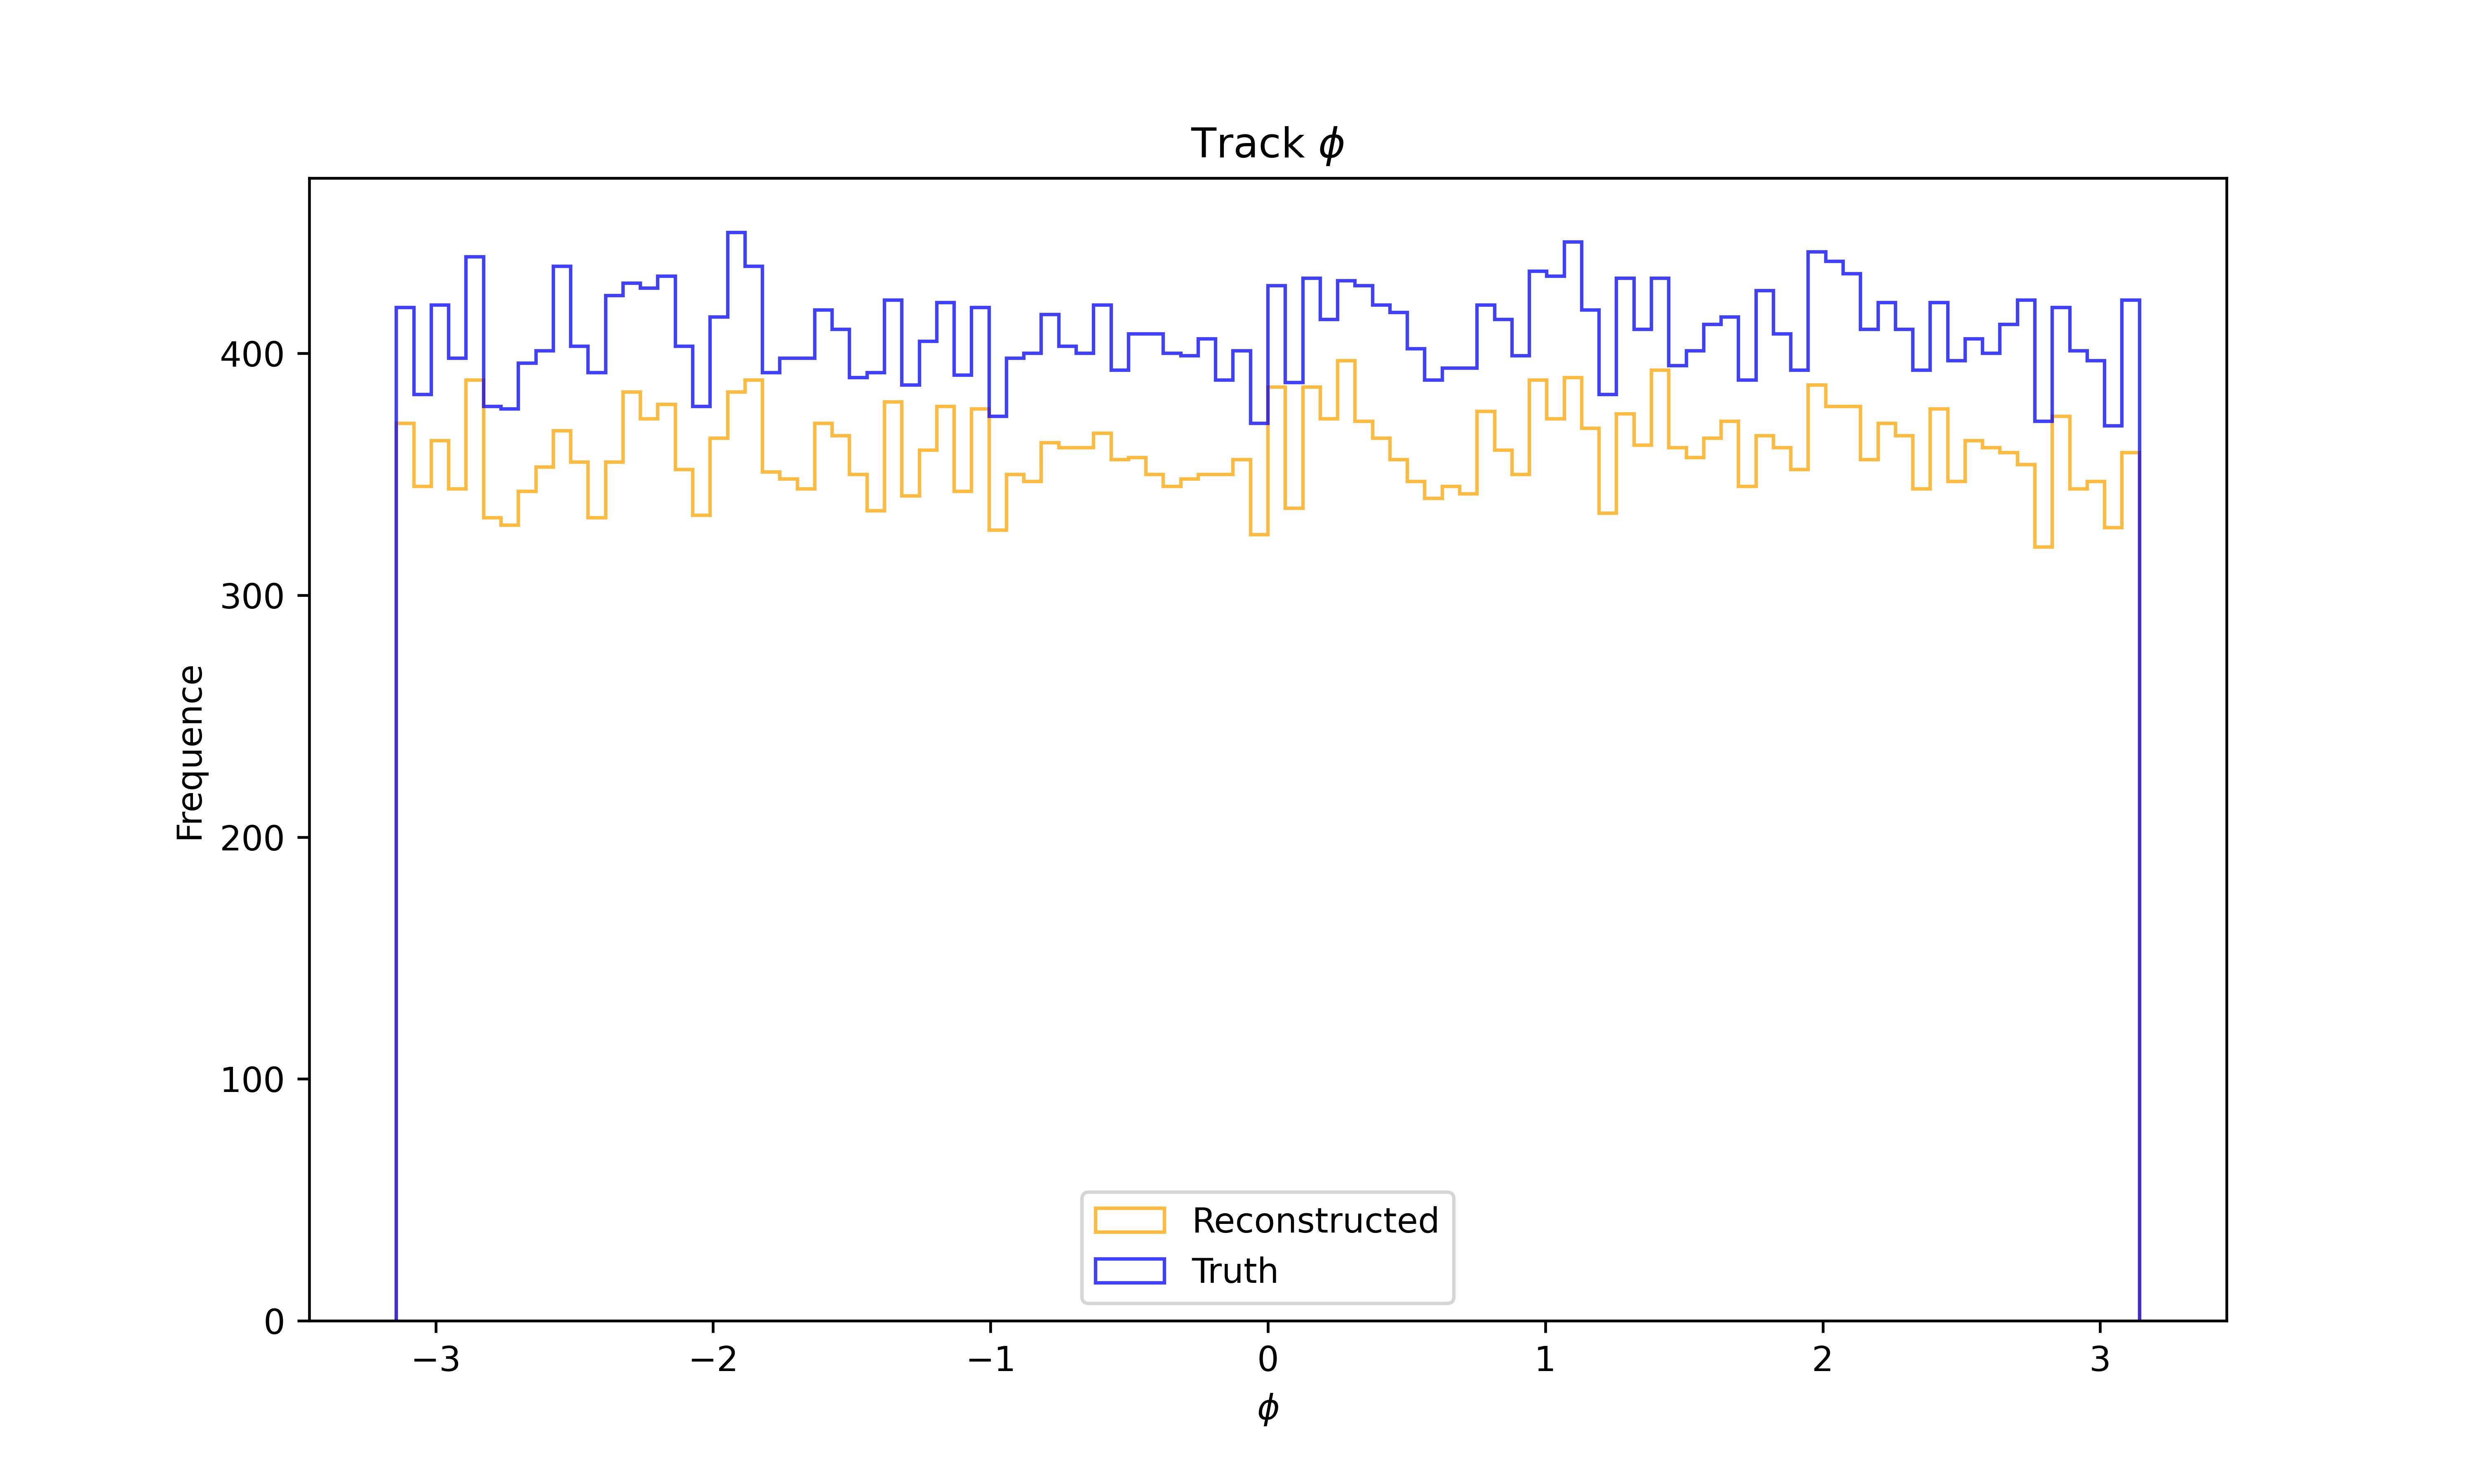 Track ϕ
Frequence
400
300
200
100
0
−3 −2 −1 0 1 2 3
ϕ
Reconstructed
Truth